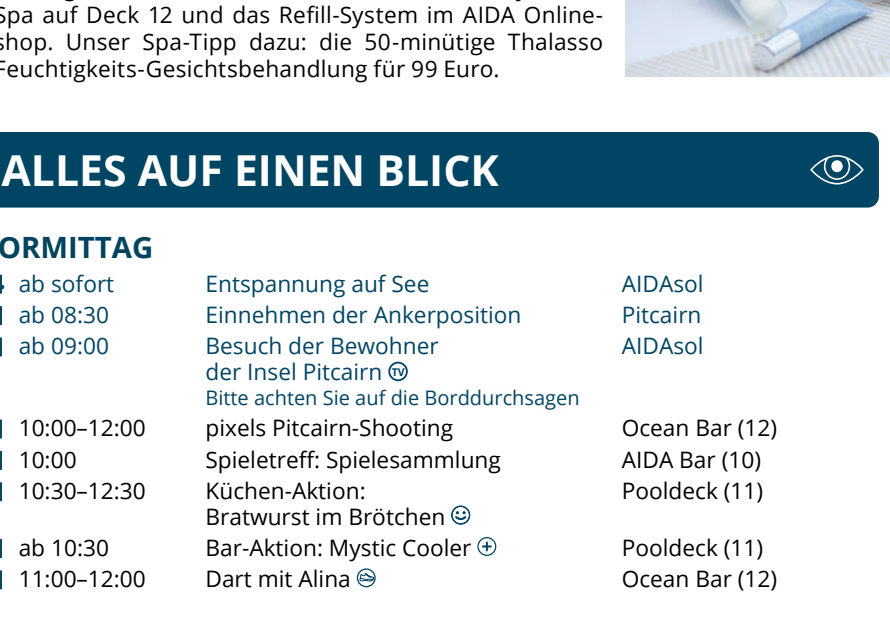 Spa auf Deck 12 und das Refill-System im AIDA Online-
shop. Unser Spa-Tipp dazu: die 50-minütige Thalasso
Feuchtigkeits-Gesichtsbehandlung für 99 Euro.
ALLES AUF EINEN BLICK
ORMITTAG
ab sofort Entspannung auf See AIDAsol
ab 08:30 Einnehmen der Ankerposition Pitcairn
ab 09:00 Besuch der Bewohner AIDAsol
der Insel Pitcairn TV
Bitte achten Sie auf die Borddurchsagen
10:00–12:00 pixels Pitcairn-Shooting Ocean Bar (12)
10:00 Spieletreff: Spielesammlung AIDA Bar (10)
10:30–12:30 Küchen-Aktion: Pooldeck (11)
Bratwurst im Brötchen
ab 10:30 Bar-Aktion: Mystic Cooler Pooldeck (11)
11:00–12:00 Dart mit Alina Ocean Bar (12)